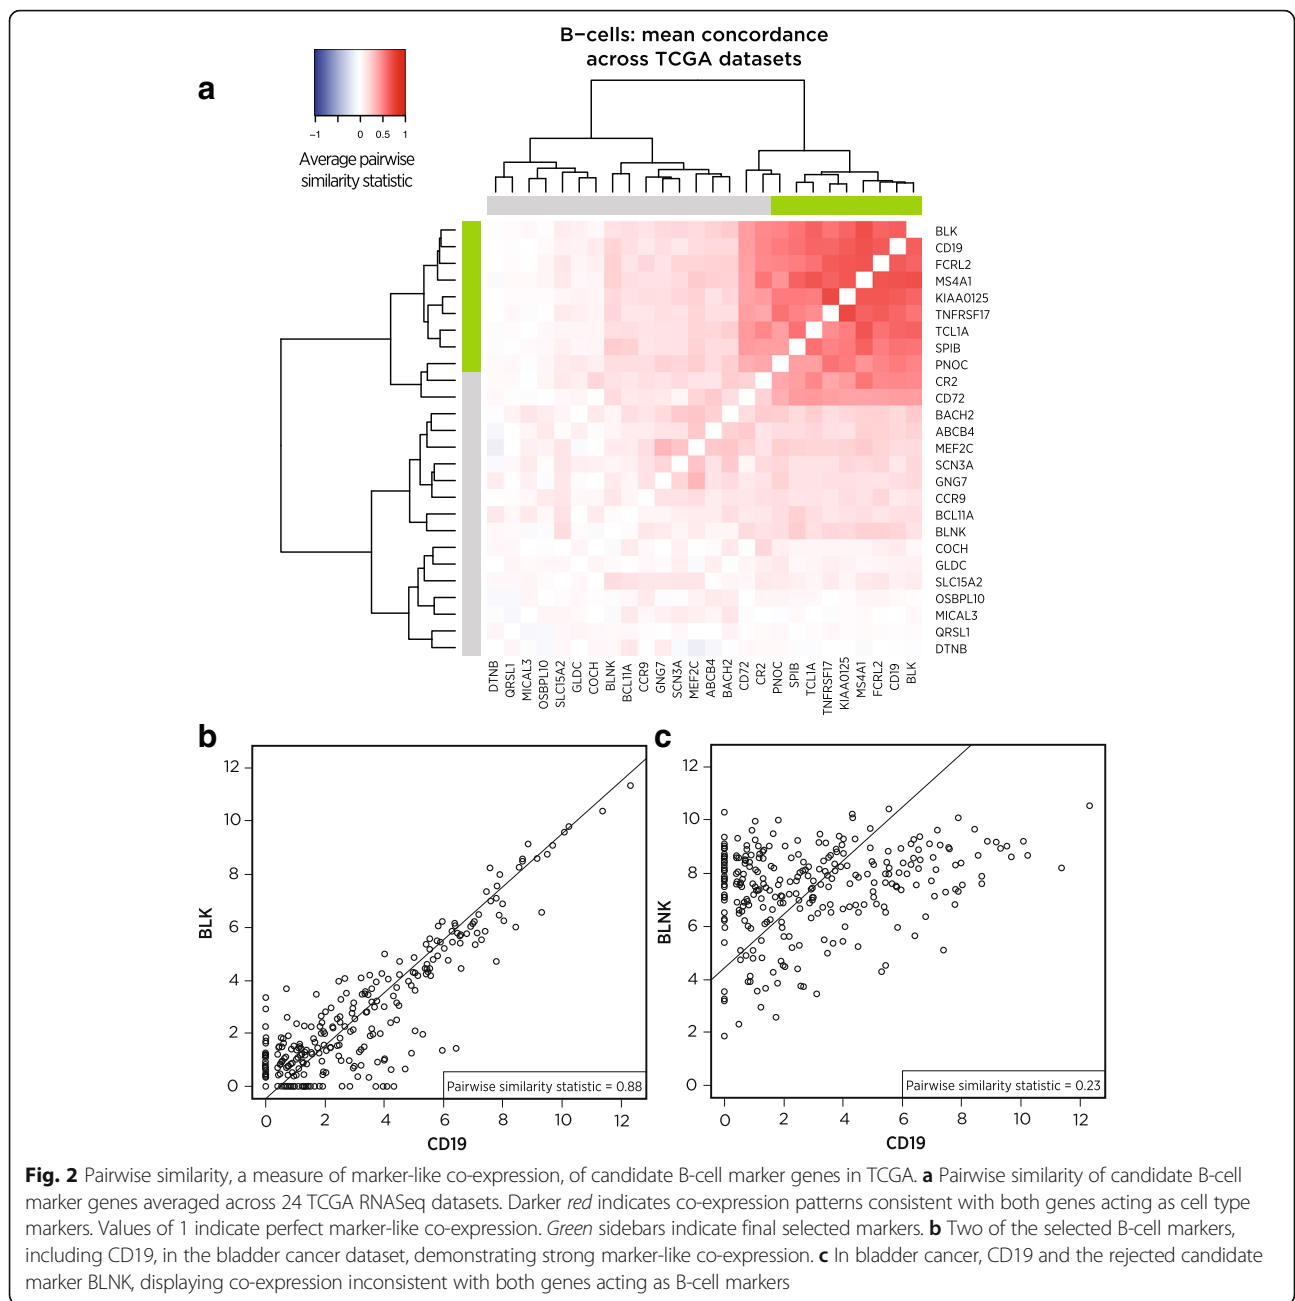 B−cells: mean concordance
across TCGA datasets
a
−1 0 0.5 1
Average pairwise
similarity statistic
BLK
CD19
FCRL2
MS4A1
KIAA0125
TNFRSF17
TCL1A
SPIB
PNOC
CR2
CD72
BACH2
ABCB4
MEF2C
SCN3A
GNG7
CCR9
BCL11A
BLNK
COCH
GLDC
SLC15A2
OSBPL10
MICAL3
QRSL1
DTNB
DTNB
QRSL1
MICAL3
OSBPL10
SLC15A2
GLDC
COCH
BLNK
BCL11A
CCR9
GNG7
SCN3A
MEF2C
ABCB4
BACH2
CD72
CR2
PNOC
SPIB
TCL1A
TNFRSF17
KIAA0125
MS4A1
FCRL2
CD19
BLK
b
12
10
8
6
4
2
0
BLK
Pairwise similarity statistic = 0.88
0 2 4 6 8 10 12
CD19
c
12
10
8
6
4
2
0
BLNK
Pairwise similarity statistic = 0.23
0 2 4 6 8 10 12
CD19
Fig. 2 Pairwise similarity, a measure of marker-like co-expression, of candidate B-cell marker genes in TCGA. a Pairwise similarity of candidate B-cell
marker genes averaged across 24 TCGA RNASeq datasets. Darker red indicates co-expression patterns consistent with both genes acting as cell type
markers. Values of 1 indicate perfect marker-like co-expression. Green sidebars indicate final selected markers. b Two of the selected B-cell markers,
including CD19, in the bladder cancer dataset, demonstrating strong marker-like co-expression. c In bladder cancer, CD19 and the rejected candidate
marker BLNK, displaying co-expression inconsistent with both genes acting as B-cell markers